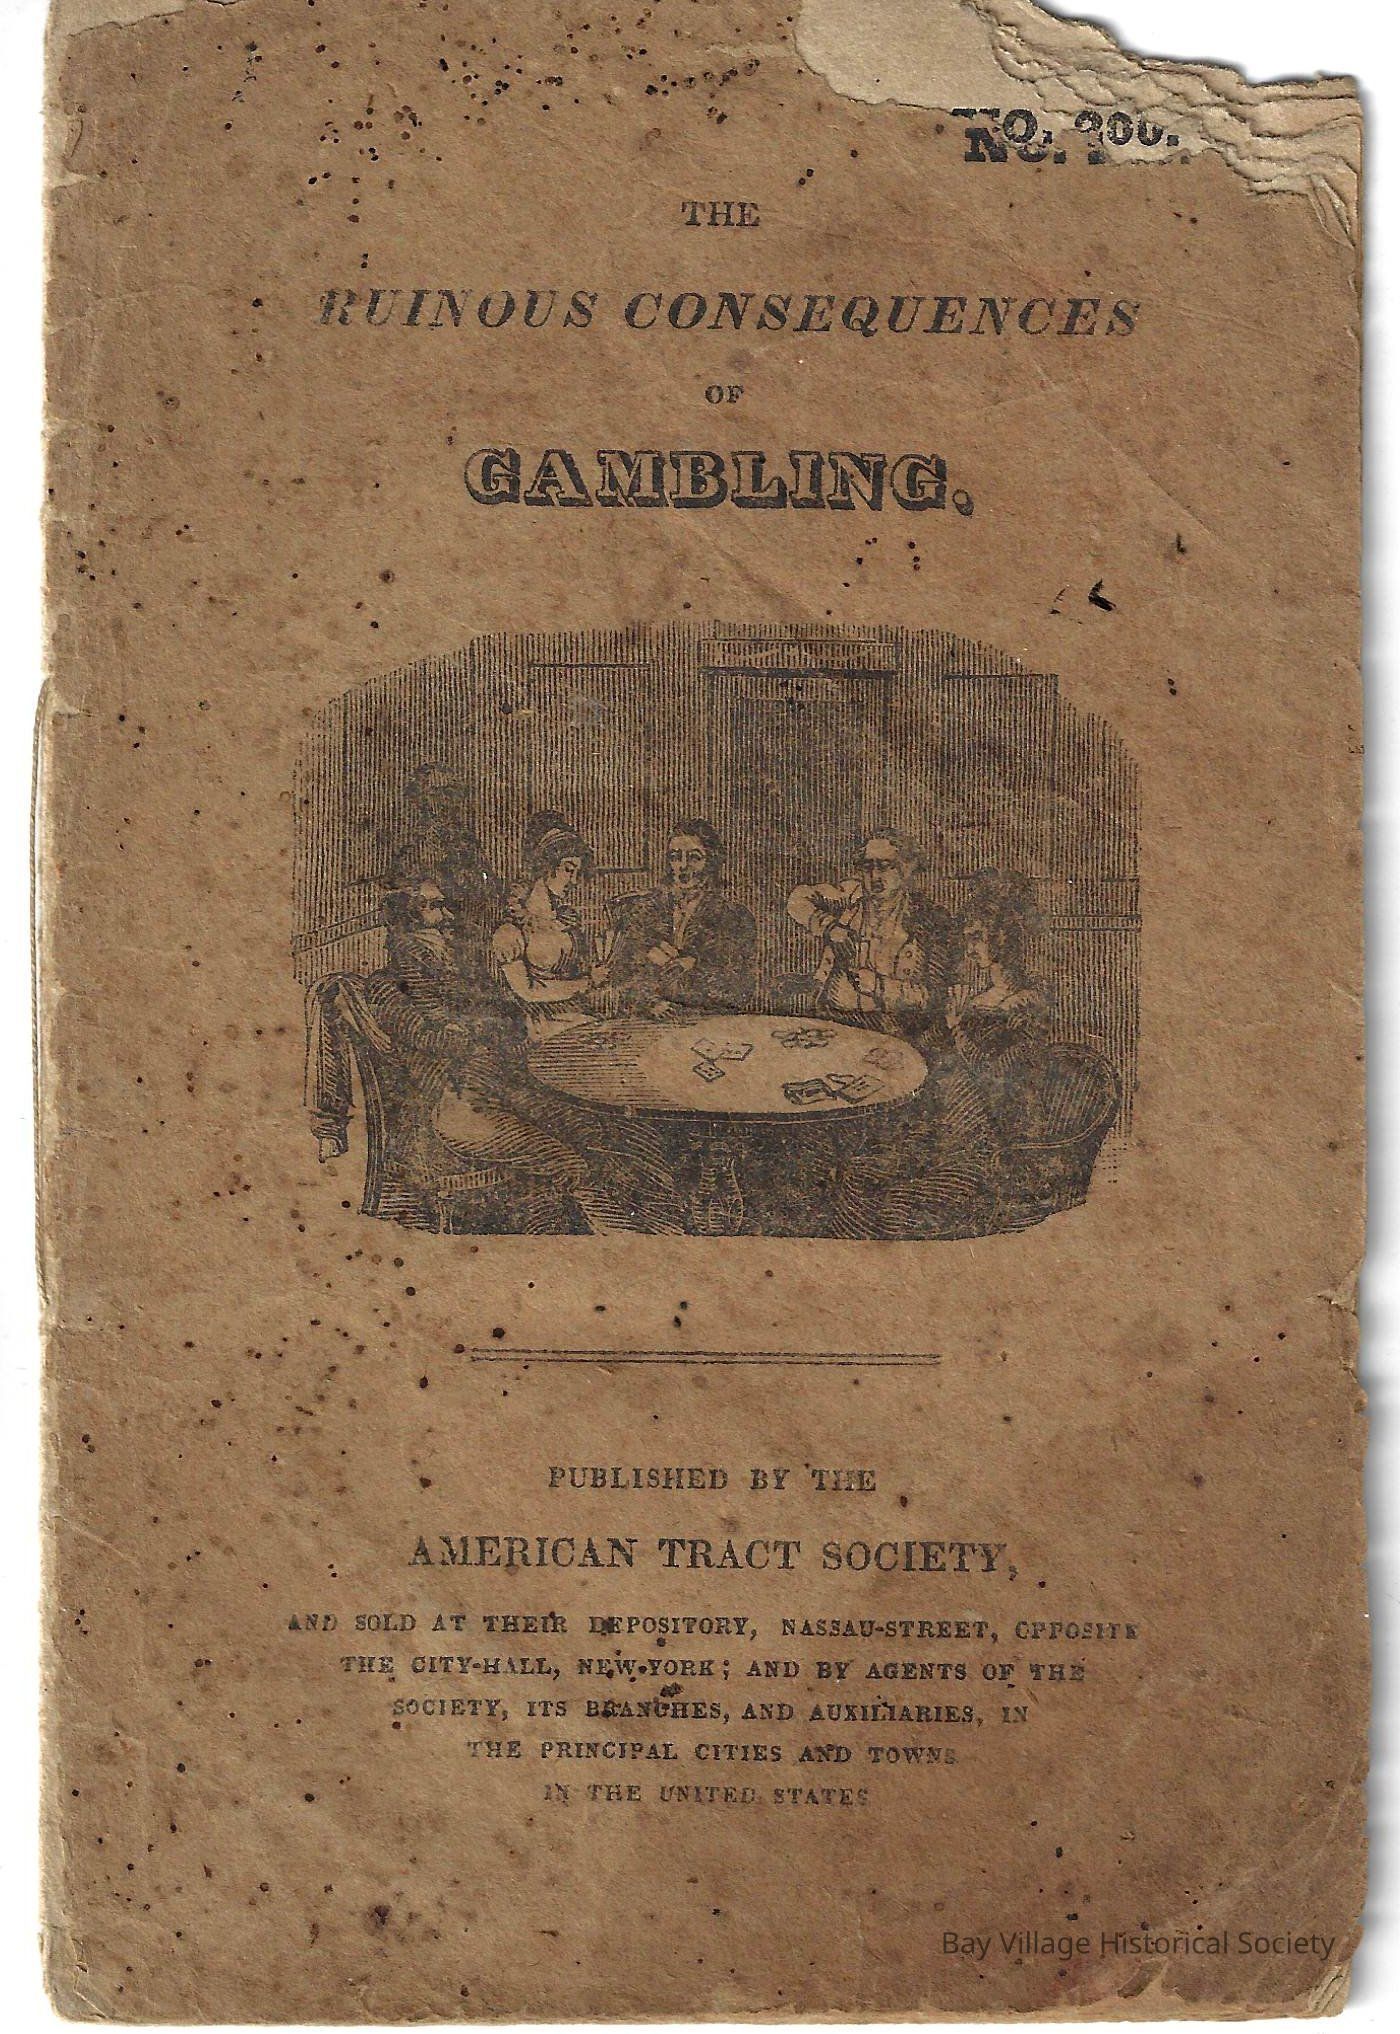 No. 200.
THE
RUINOUS CONSEQUENCES
OF
GAMBLING.
PUBLISHED BY THE
AMERICAN TRACT SOCIETY,
AND SOLD AT THEIR DEPOSITORY, NASSAU-STREET, OPPOSITE
THE CITY-HALL, NEW-YORK; AND BY AGENTS OF THE
SOCIETY, ITS BRANCHES, AND AUXILIARIES, IN
THE PRINCIPAL CITIES AND TOWNS
IN THE UNITED STATES
Bay Village Historical Society